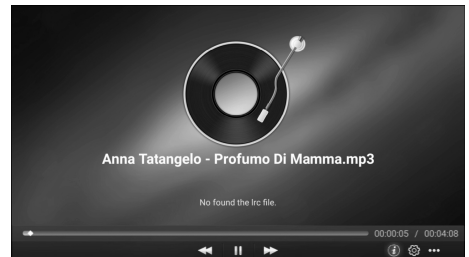 Anna Tatangelo - Profumo Di Mamma.mp3
No found the lrc file.
00:00:05 / 00:04:08